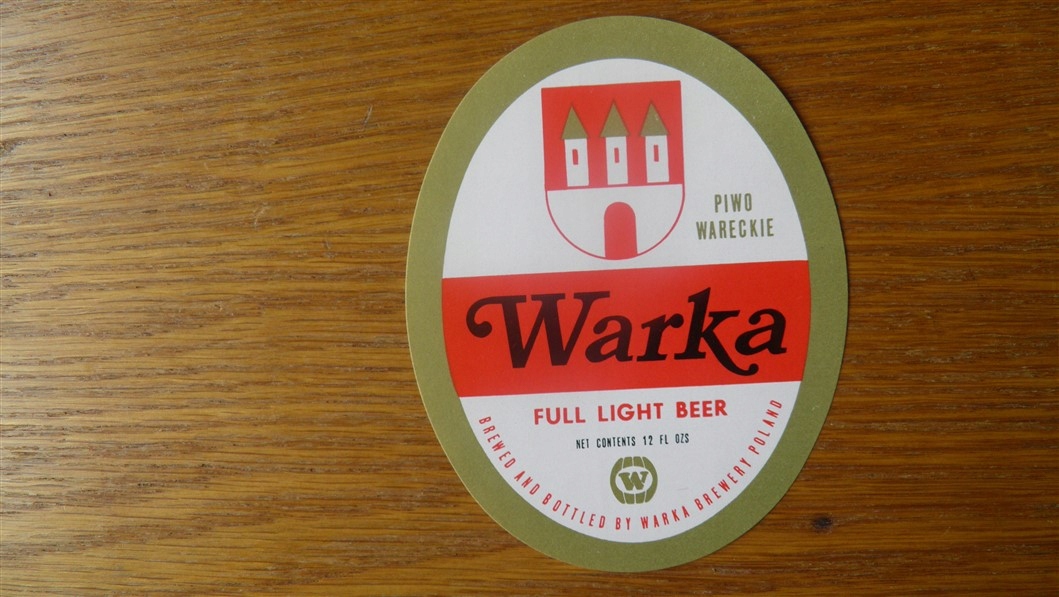 PIWO
WARECKIE
Warka
FULL LIGHT BEER
NET CONTENTS 12 FL OZS
W
BREWED AND BOTTLED BY WARKA BREWERY POLAND